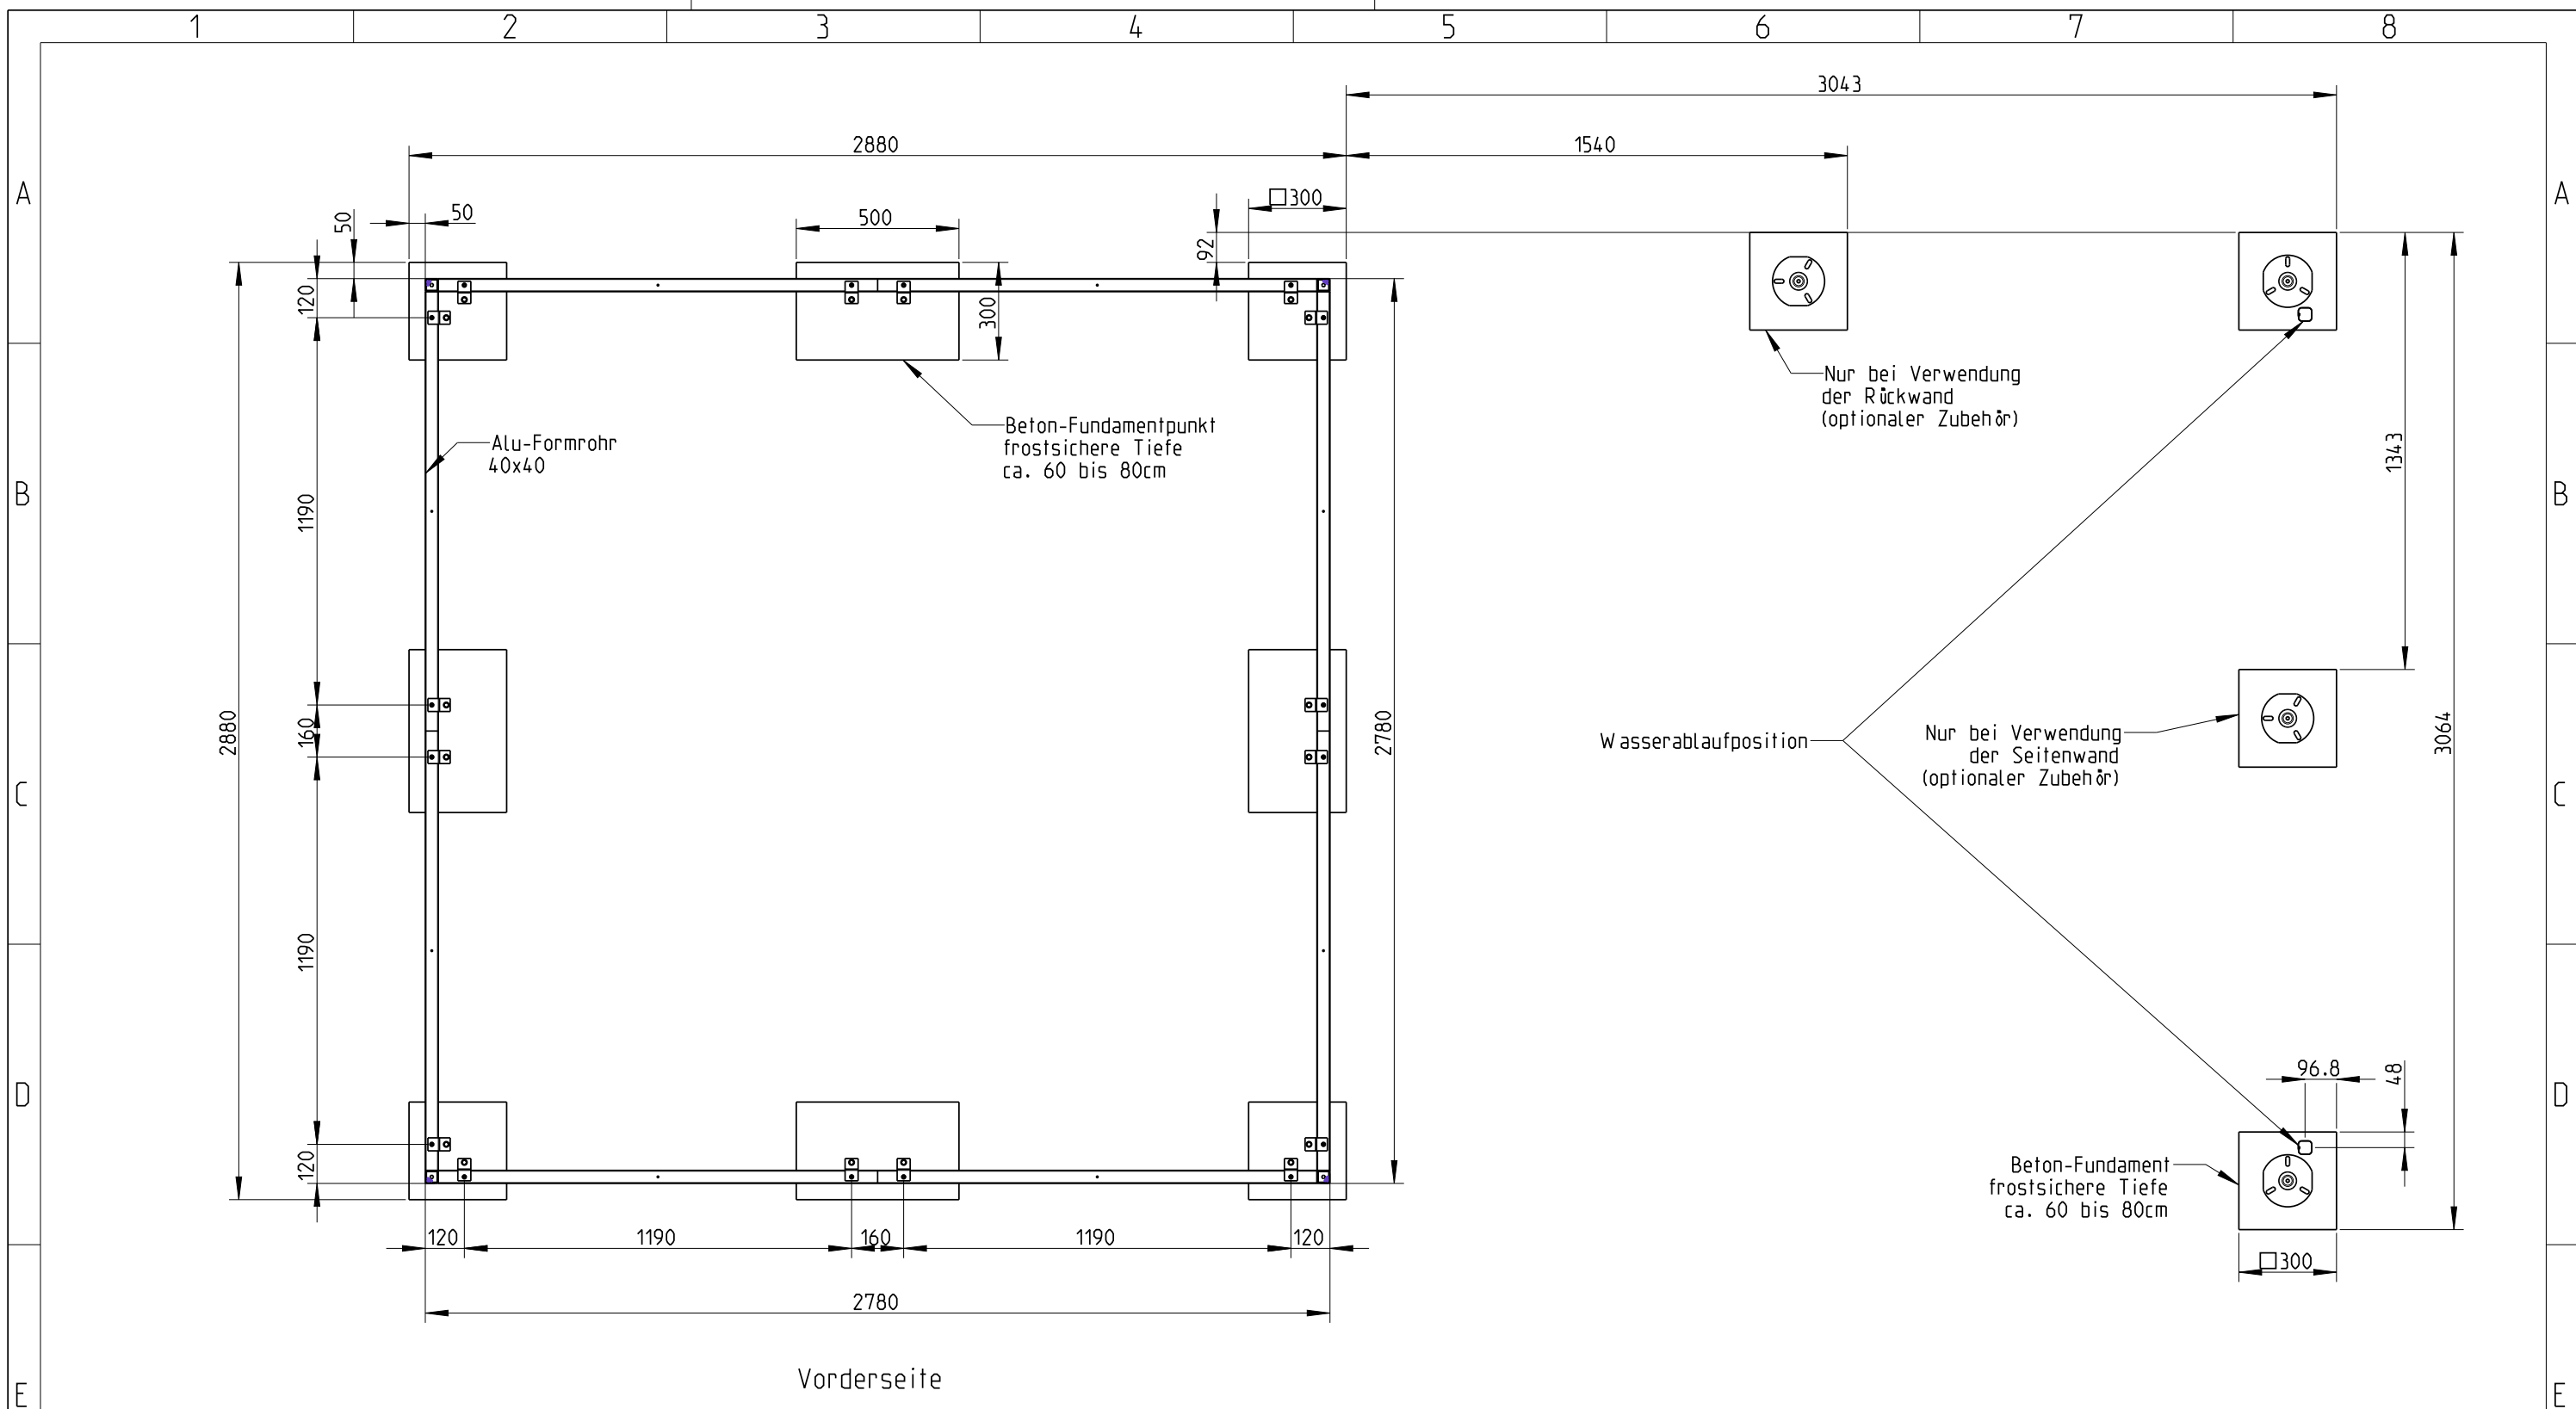 1 2 3 4 5 6 7 8
3043
2880 1540
A A
50 50 500 □300
92
120 300
Nur bei Verwendung
der Rückwand
(optionaler Zubehör)
Beton-Fundamentpunkt
frostsichere Tiefe
ca. 60 bis 80cm
Alu-Formrohr
40x40
1343
B B
1190
2880 160 2780 3064
Wasserablaufposition
Nur bei Verwendung
der Seitenwand
(optionaler Zubehör)
C C
1190
96.8 48
D D
120
Beton-Fundament
frostsichere Tiefe
ca. 60 bis 80cm
120 1190 160 1190 120
□300
2780
Vorderseite
E E